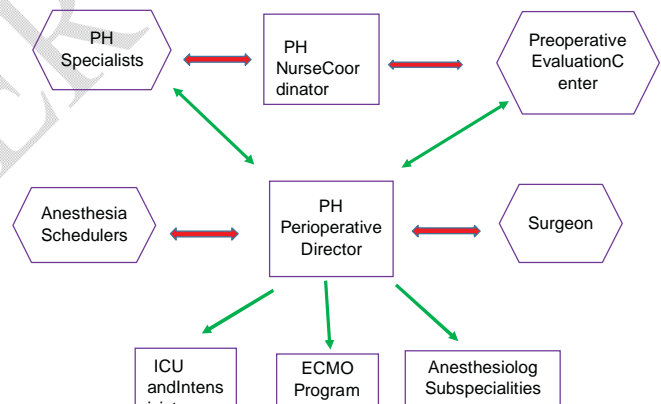 PH
Specialists
PH
NurseCoor
dinator
Preoperative
EvaluationC
enter
Anesthesia
Schedulers
PH
Perioperative
Director
Surgeon
ICU
andIntens
ECMO
Program
Anesthesiolog
Subspecialities